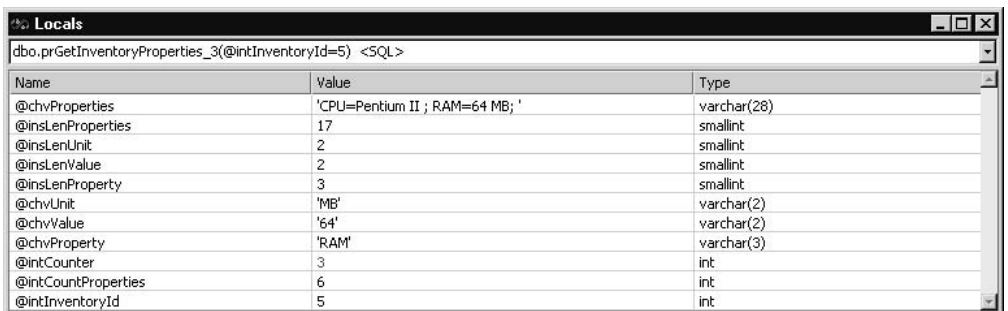 Locals
dbo.prGetInventoryProperties_3(@intInventoryId=5) <SQL>
Name Value Type
@chvProperties 'CPU=Pentium II ; RAM=64 MB; ' varchar(28)
@insLenProperties 17 smallint
@insLenUnit 2 smallint
@insLenValue 2 smallint
@insLenProperty 3 smallint
@chvUnit 'MB' varchar(2)
@chvValue '64' varchar(2)
@chvProperty 'RAM' varchar(3)
@intCounter 3 int
@intCountProperties 6 int
@intInventoryId 5 int